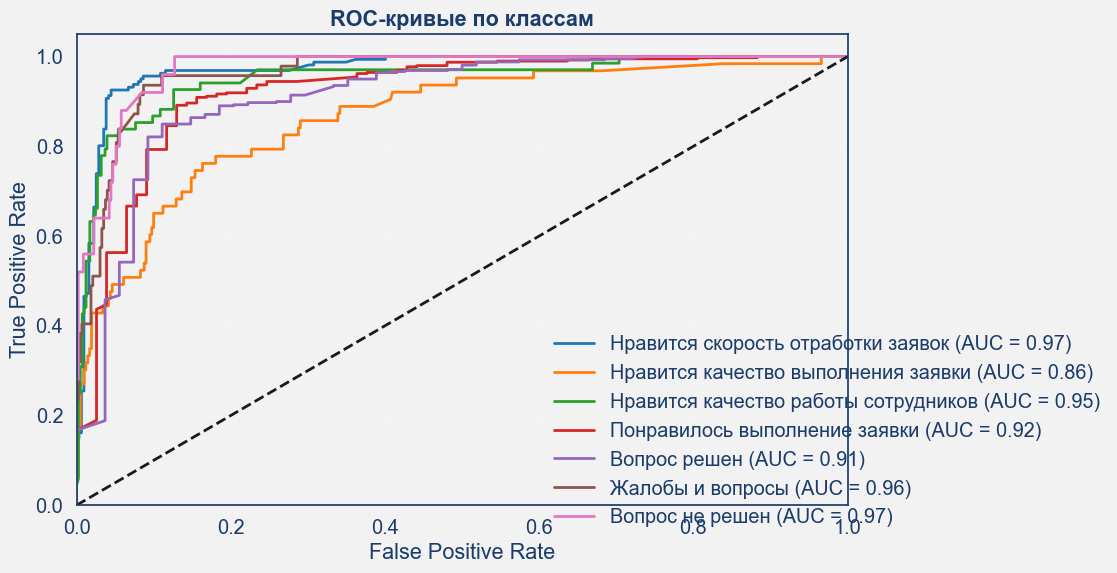 ROC-кривые по классам
True Positive Rate
1.0
0.8
0.6
0.4
0.2
0.0
Нравится скорость отработки заявок (AUC = 0.97)
Нравится качество выполнения заявки (AUC = 0.86)
Нравится качество работы сотрудников (AUC = 0.95)
Понравилось выполнение заявки (AUC = 0.92)
Вопрос решен (AUC = 0.91)
Жалобы и вопросы (AUC = 0.96)
Вопрос не решен (AUC = 0.97)
0.0 0.2 0.4 0.6 0.8 1.0
False Positive Rate